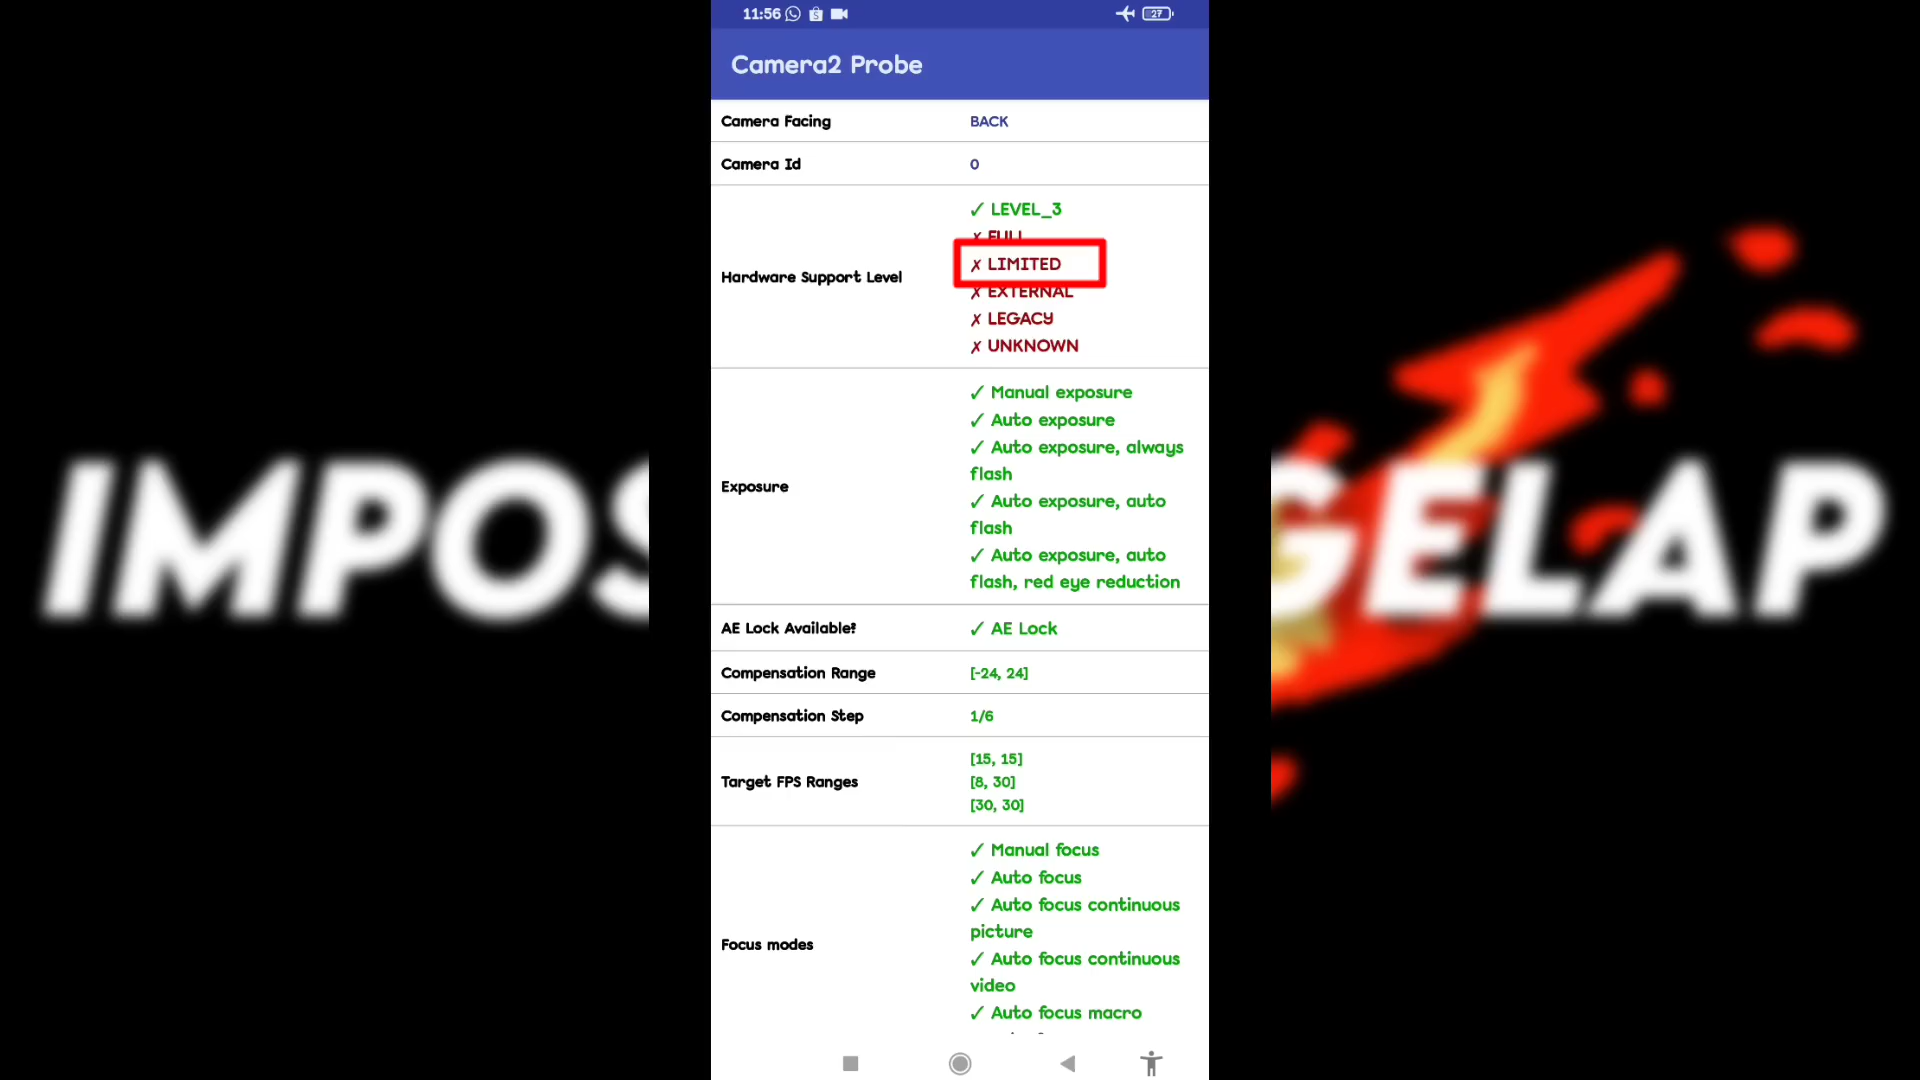 11:56
27
Camera2 Probe
Camera Facing BACK
Camera Id 0
Hardware Support Level
✓ LEVEL_3
✗ FULL
✗ LIMITED
✗ EXTERNAL
✗ LEGACY
✗ UNKNOWN
Exposure
✓ Manual exposure
✓ Auto exposure
✓ Auto exposure, always
flash
✓ Auto exposure, auto
flash
✓ Auto exposure, auto
flash, red eye reduction
AE Lock Available? ✓ AE Lock
Compensation Range [-24, 24]
Compensation Step 1/6
Target FPS Ranges
[15, 15]
[8, 30]
[30, 30]
Focus modes
✓ Manual focus
✓ Auto focus
✓ Auto focus continuous
picture
✓ Auto focus continuous
video
✓ Auto focus macro
IMPOS
GELAP